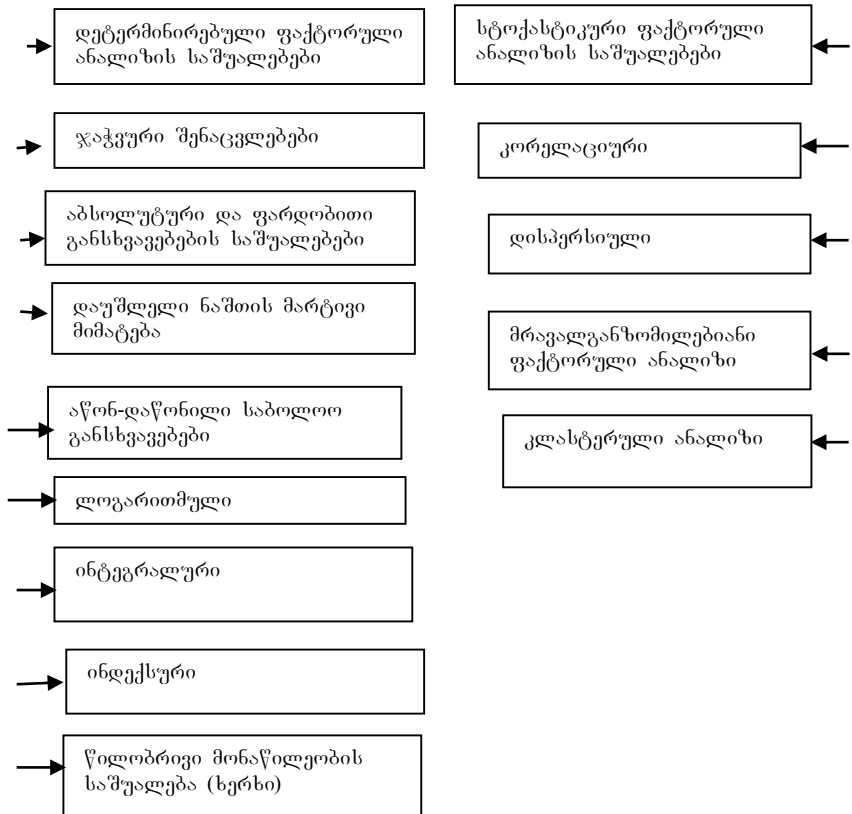 დეტერმინირებული ფაქტორული
ანალიზის საშუალებები
ჯაჭვური შენაცვლებები
აბსოლუტური და ფარდობითი
განსხვავებების საშუალებები
დაუშლელი ნაშთის მარტივი
მიმატება
აწონ-დაწონილი საბოლოო
განსხვავებები
ლოგარითმული
ინტეგრალური
ინდექსური
წილობრივი მონაწილეობის
საშუალება (ხერხი)
სტოქასტიკური ფაქტორული
ანალიზის საშუალებები
კორელაციური
დისპერსიული
მრავალგანზომილებიანი
ფაქტორული ანალიზი
კლასტერული ანალიზი